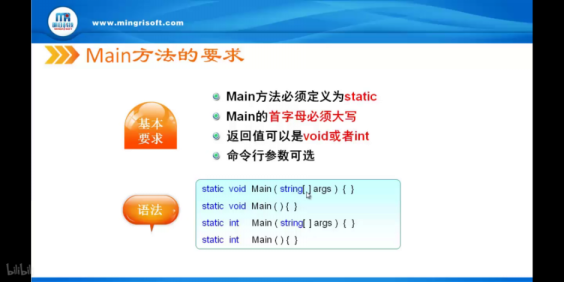 明日科技
www.mingrisoft.com
Main方法的要求
基本
要求
Main方法必须定义为static
Main的首字母必须大写
返回值可以是void或者int
命令行参数可选
语法
static void Main ( string[ ] args ) { }
static void Main ( ) { }
static int Main ( string[ ] args ) { }
static int Main ( ) { }